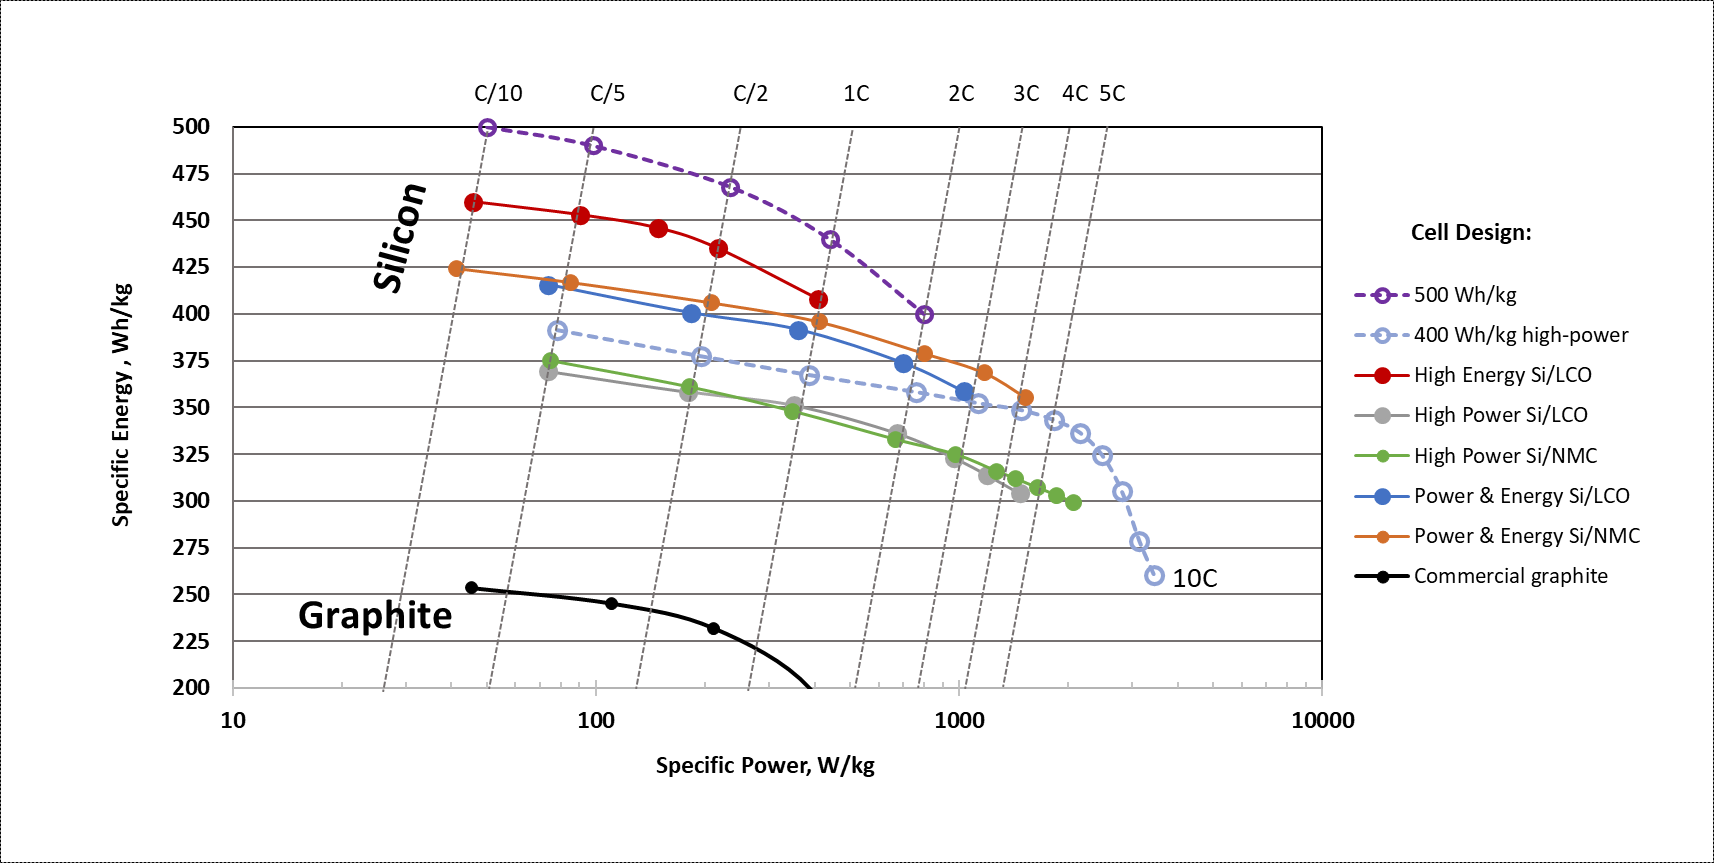 C/10 C/5 C/2 1C 2C 3C 4C 5C
500
475
450
425
400
375
350
325
300
275
250
225
200
Specific Energy , Wh/kg
Silicon
Graphite
10C
10 100 1000 10000
Specific Power, W/kg
Cell Design:
500 Wh/kg
400 Wh/kg high-power
High Energy Si/LCO
High Power Si/LCO
High Power Si/NMC
Power & Energy Si/LCO
Power & Energy Si/NMC
Commercial graphite